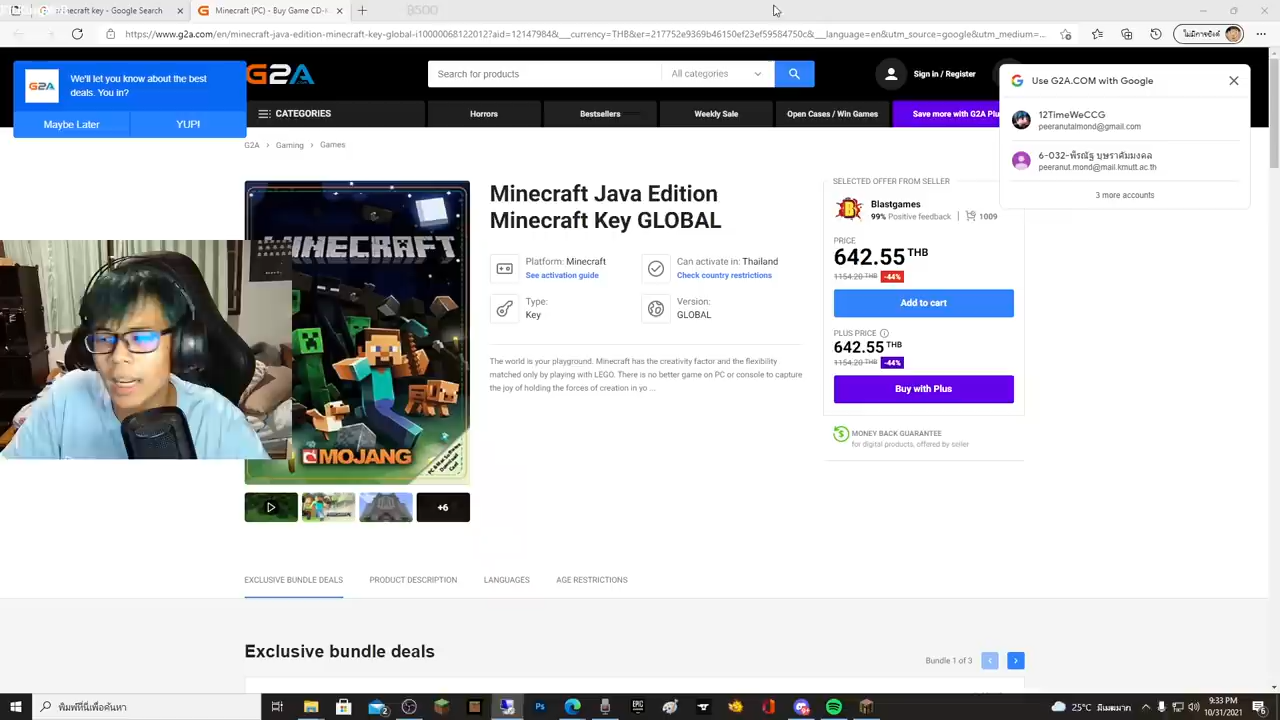 minecraft key - Google Search
Minecraft (PC) - Buy Game CD-K
https://www.g2a.com/en/minecraft-java-edition-minecraft-key-global-i10000068122012?aid=12147984&___currency=THB&er=217752e9369b46150ef23ef59584750c&___language=en&utm_source=google&utm_medium=...
We'll let you know about the best
deals. You in?
Maybe Later
YUP!
G2A
Search for products
All categories
Sign in / Register
Use G2A.COM with Google
12TimeWeCCG
peeranutalmond@gmail.com
6-032-พีรณัฐ บุษราคัมมงคล
peeranut.mond@mail.kmutt.ac.th
3 more accounts
CATEGORIES
Horrors
Bestsellers
Weekly Sale
Open Cases / Win Games
Save more with G2A Plu
G2A
Gaming
Games
Minecraft Java Edition
Minecraft Key GLOBAL
Platform: Minecraft
See activation guide
Can activate in: Thailand
Check country restrictions
Type:
Key
Version:
GLOBAL
The world is your playground. Minecraft has the creativity factor and the flexibility
matched only by playing with LEGO. There is no better game on PC or console to capture
the joy of holding the forces of creation in yo ...
SELECTED OFFER FROM SELLER
Blastgames
99% Positive feedback
1009
PRICE
642.55 THB
1154.20 THB
-44%
Add to cart
PLUS PRICE
642.55 THB
1154.20 THB
-44%
Buy with Plus
MONEY BACK GUARANTEE
for digital products, offered by seller
MINECRAFT
MOJANG
+6
EXCLUSIVE BUNDLE DEALS
PRODUCT DESCRIPTION
LANGUAGES
AGE RESTRICTIONS
Exclusive bundle deals
Bundle 1 of 3
พิมพ์ที่นี่เพื่อค้นหา
25°C มีแดดมาก
9:33 PM
10/31/2021